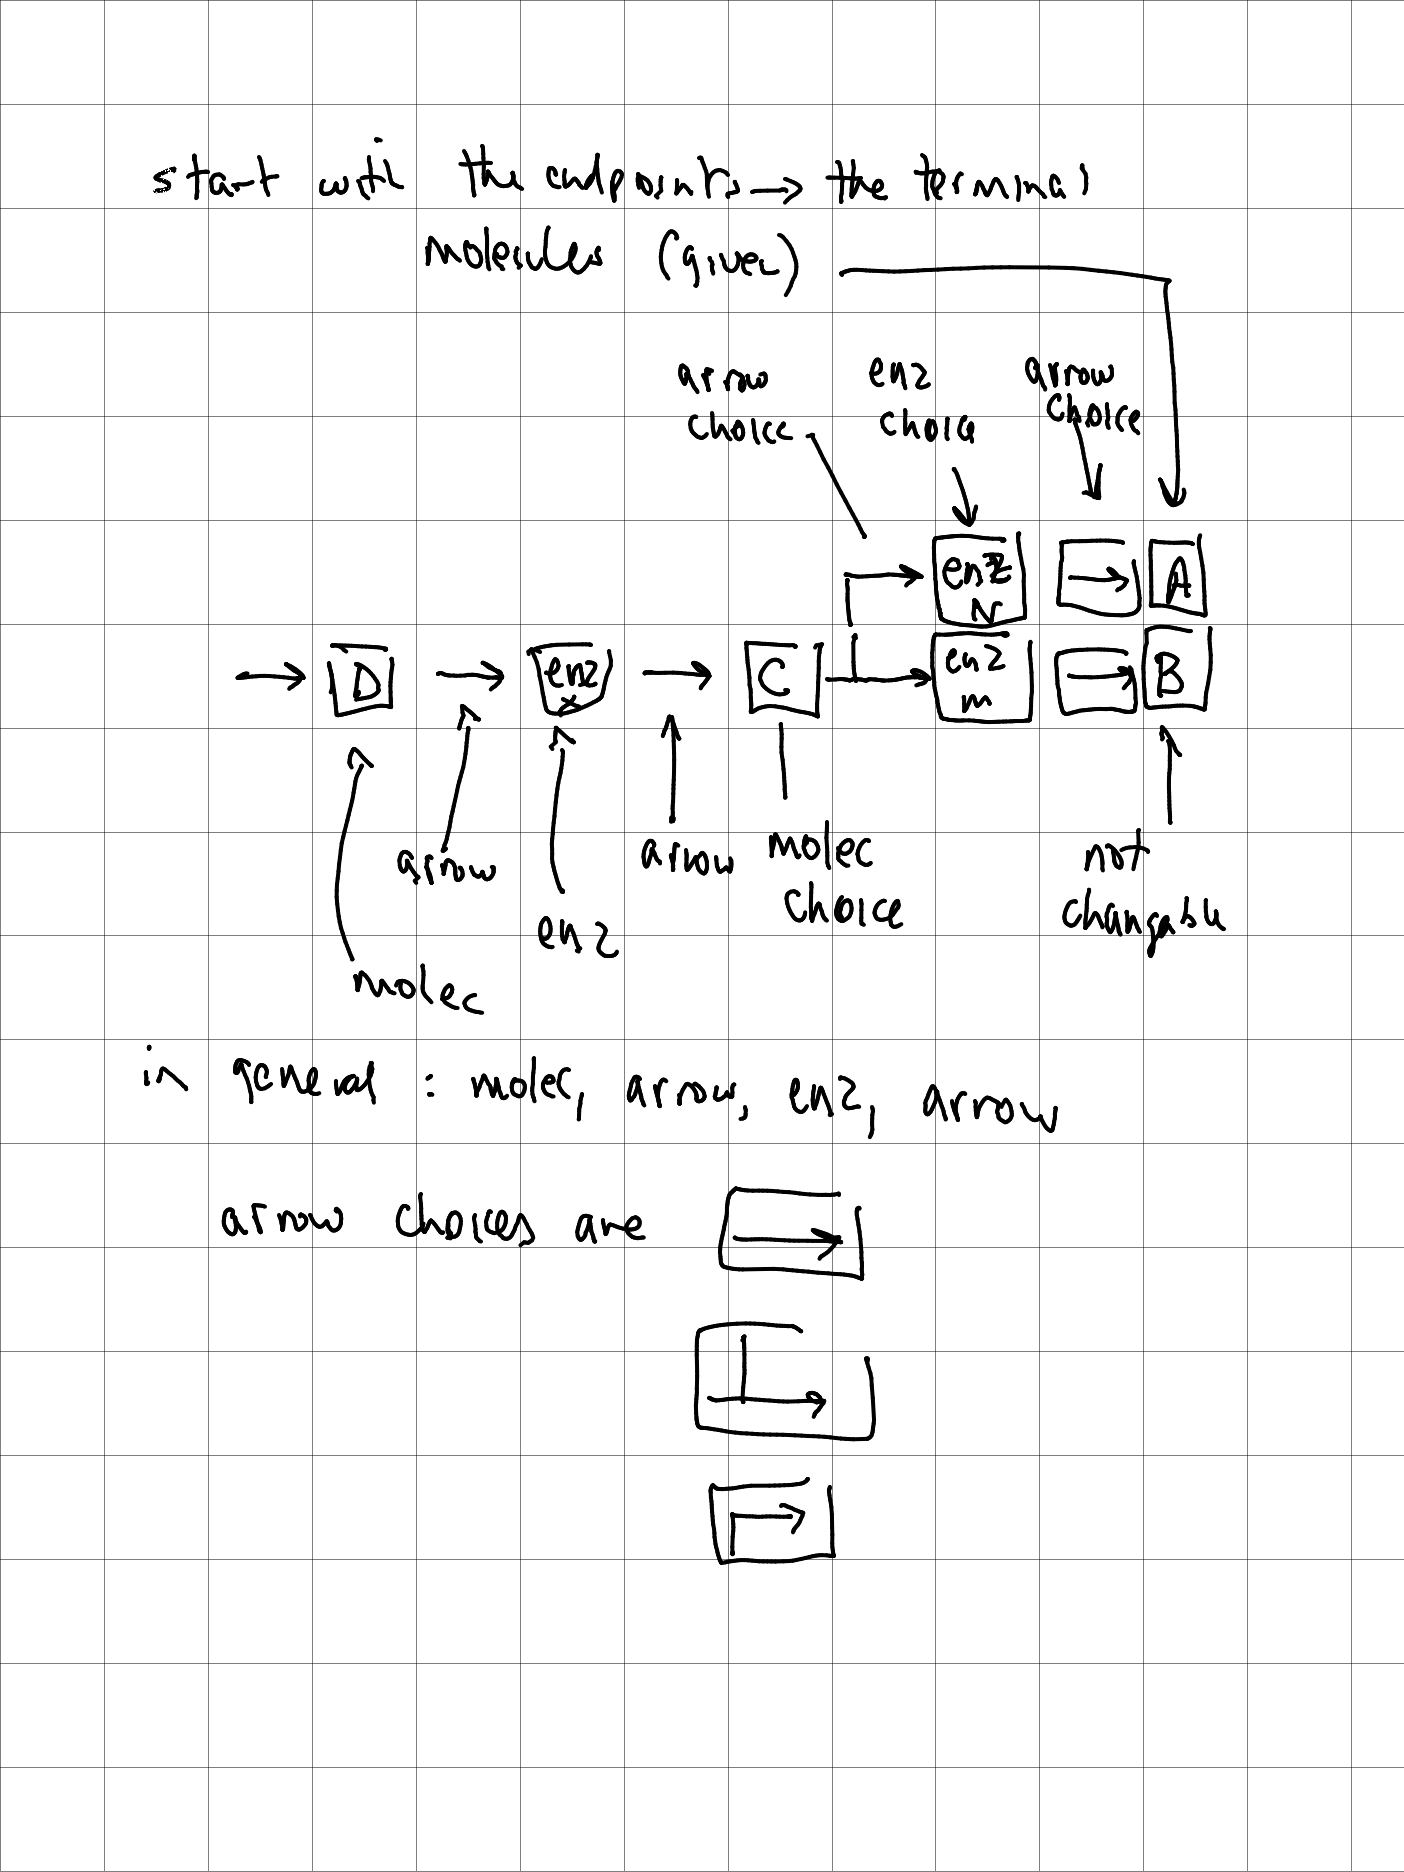 start with the endpoints → the terminal
molecules (given)
arrow choice
enz choice
arrow choice
enz N
A
D
enz x
C
enz m
B
arrow
arrow
molec choice
not changable
enz
molec
in general : molec, arrow, enz, arrow
arrow choices are